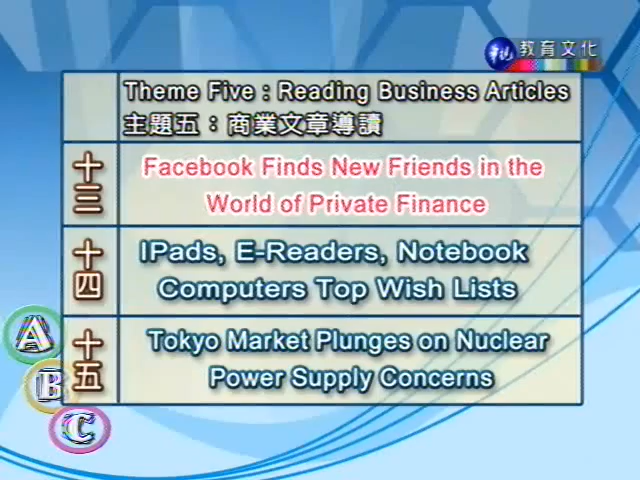 華視 教育文化
Theme Five : Reading Business Articles
主題五：商業文章導讀
十三
Facebook Finds New Friends in the
World of Private Finance
十四
IPads, E-Readers, Notebook
Computers Top Wish Lists
十五
Tokyo Market Plunges on Nuclear
Power Supply Concerns
A
B
C